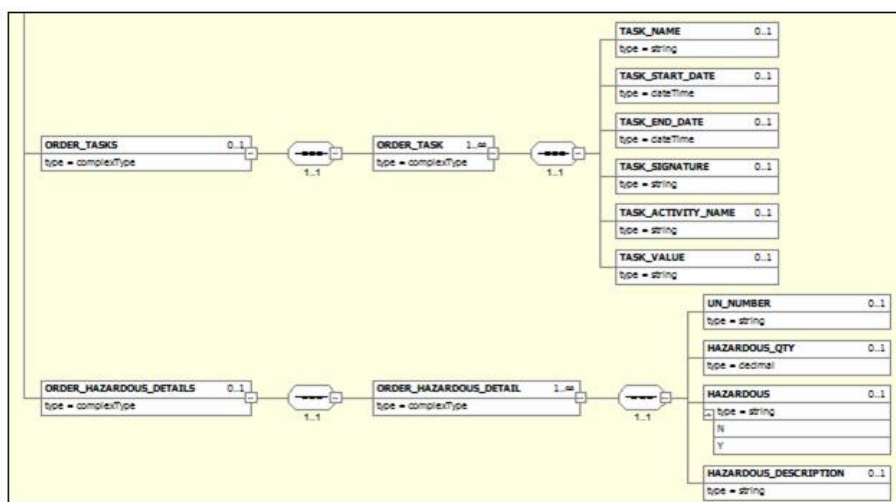 TASK_NAME 0..1
type = string
TASK_START_DATE 0..1
type = dateTime
TASK_END_DATE 0..1
type = dateTime
ORDER_TASKS 0..1
type = complexType
1..1
ORDER_TASK 1..∞
type = complexType
1..1
TASK_SIGNATURE 0..1
type = string
TASK_ACTIVITY_NAME 0..1
type = string
TASK_VALUE 0..1
type = string
UN_NUMBER 0..1
type = string
HAZARDOUS_QTY 0..1
type = decimal
ORDER_HAZARDOUS_DETAILS 0..1
type = complexType
1..1
ORDER_HAZARDOUS_DETAIL 1..∞
type = complexType
1..1
HAZARDOUS 0..1
type = string
N
Y
HAZARDOUS_DESCRIPTION 0..1
type = string